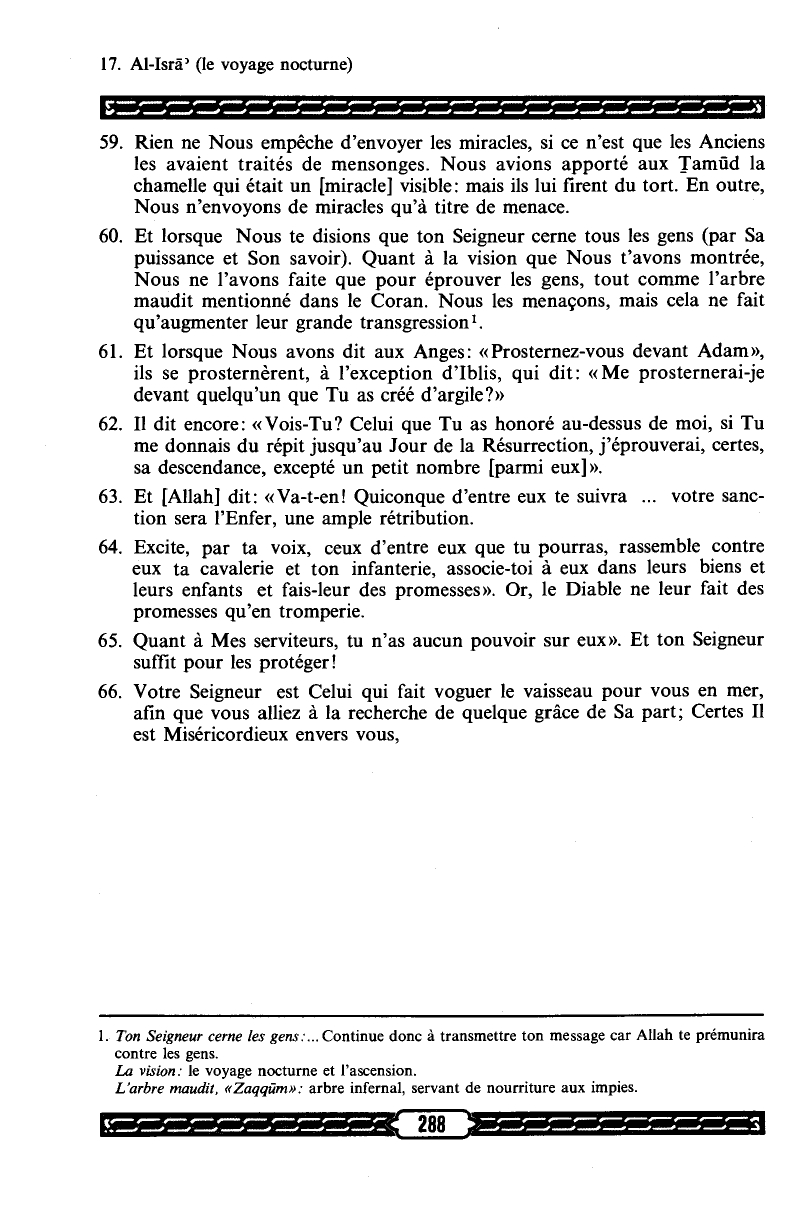 17. Al-Isrāʾ (le voyage nocturne)
59. Rien ne Nous empêche d'envoyer les miracles, si ce n'est que les Anciens
les avaient traités de mensonges. Nous avions apporté aux Ṯamūd la
chamelle qui était un [miracle] visible: mais ils lui firent du tort. En outre,
Nous n'envoyons de miracles qu'à titre de menace.
60. Et lorsque Nous te disions que ton Seigneur cerne tous les gens (par Sa
puissance et Son savoir). Quant à la vision que Nous t'avons montrée,
Nous ne l'avons faite que pour éprouver les gens, tout comme l'arbre
maudit mentionné dans le Coran. Nous les menaçons, mais cela ne fait
qu'augmenter leur grande transgression¹.
61. Et lorsque Nous avons dit aux Anges: «Prosternez-vous devant Adam»,
ils se prosternèrent, à l'exception d'Iblis, qui dit: «Me prosternerai-je
devant quelqu'un que Tu as créé d'argile?»
62. Il dit encore: «Vois-Tu? Celui que Tu as honoré au-dessus de moi, si Tu
me donnais du répit jusqu'au Jour de la Résurrection, j'éprouverai, certes,
sa descendance, excepté un petit nombre [parmi eux]».
63. Et [Allah] dit: «Va-t-en! Quiconque d'entre eux te suivra ... votre sanc-
tion sera l'Enfer, une ample rétribution.
64. Excite, par ta voix, ceux d'entre eux que tu pourras, rassemble contre
eux ta cavalerie et ton infanterie, associe-toi à eux dans leurs biens et
leurs enfants et fais-leur des promesses». Or, le Diable ne leur fait des
promesses qu'en tromperie.
65. Quant à Mes serviteurs, tu n'as aucun pouvoir sur eux». Et ton Seigneur
suffit pour les protéger!
66. Votre Seigneur est Celui qui fait voguer le vaisseau pour vous en mer,
afin que vous alliez à la recherche de quelque grâce de Sa part; Certes Il
est Miséricordieux envers vous,
1. Ton Seigneur cerne les gens:... Continue donc à transmettre ton message car Allah te prémunira
contre les gens.
La vision: le voyage nocturne et l'ascension.
L'arbre maudit, «Zaqqūm»: arbre infernal, servant de nourriture aux impies.
288